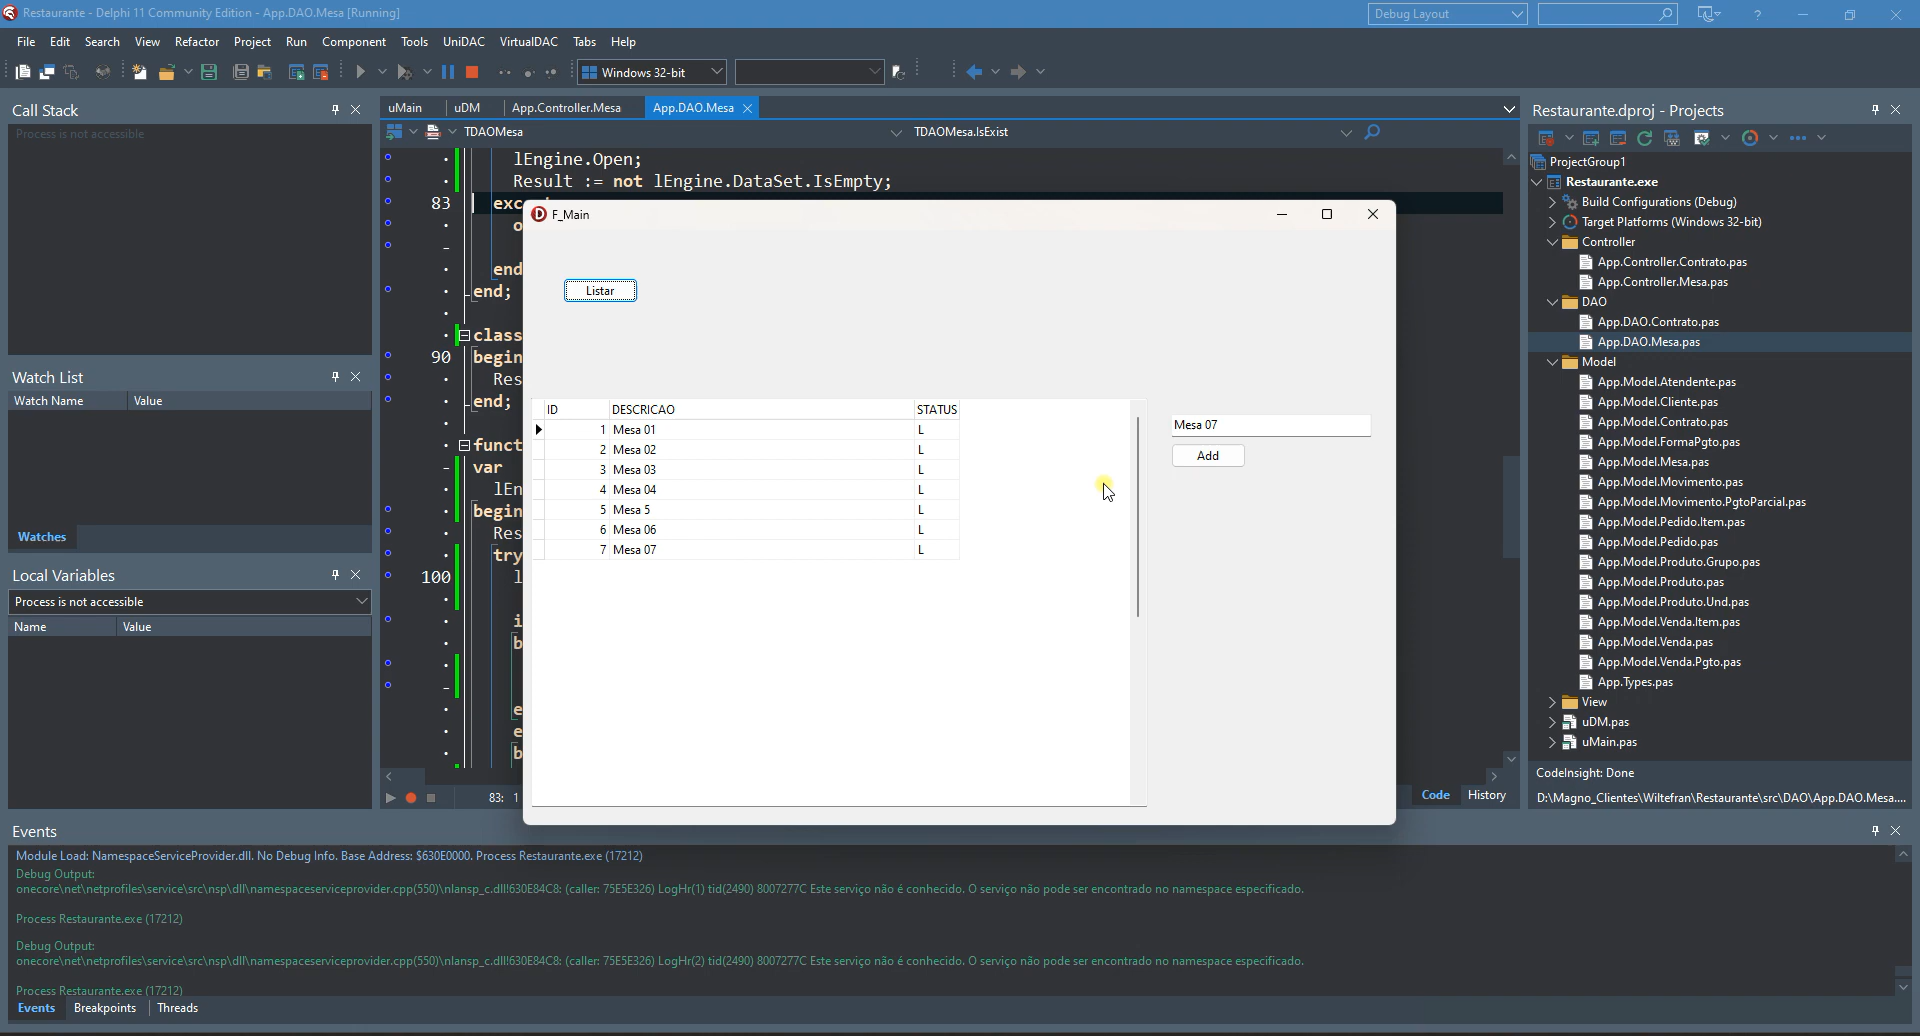 Restaurante - Delphi 11 Community Edition - App.DAO.Mesa [Running]
Debug Layout
File Edit Search View Refactor Project Run Component Tools UniDAC VirtualDAC Tabs Help
Windows 32-bit
Call Stack
Process is not accessible
uMain uDM App.Controller.Mesa App.DAO.Mesa
TDAOMesa TDAOMesa.IsExist
lEngine.Open;
Result := not lEngine.DataSet.IsEmpty;
83 exc
o
end
end;
class
90 begin
Res
end;
funct
var
lEn
begin
Res
try
100 l
i
b
e
e
b
83: 1
Code History
F_Main
Listar
ID DESCRICAO STATUS
1 Mesa 01 L
2 Mesa 02 L
3 Mesa 03 L
4 Mesa 04 L
5 Mesa 5 L
6 Mesa 06 L
7 Mesa 07 L
Mesa 07
Add
Watch List
Watch Name Value
Watches
Local Variables
Process is not accessible
Name Value
Restaurante.dproj - Projects
ProjectGroup1
Restaurante.exe
Build Configurations (Debug)
Target Platforms (Windows 32-bit)
Controller
App.Controller.Contrato.pas
App.Controller.Mesa.pas
DAO
App.DAO.Contrato.pas
App.DAO.Mesa.pas
Model
App.Model.Atendente.pas
App.Model.Cliente.pas
App.Model.Contrato.pas
App.Model.FormaPgto.pas
App.Model.Mesa.pas
App.Model.Movimento.pas
App.Model.Movimento.PgtoParcial.pas
App.Model.Pedido.Item.pas
App.Model.Pedido.pas
App.Model.Produto.Grupo.pas
App.Model.Produto.pas
App.Model.Produto.Und.pas
App.Model.Venda.Item.pas
App.Model.Venda.pas
App.Model.Venda.Pgto.pas
App.Types.pas
View
uDM.pas
uMain.pas
CodeInsight: Done
D:\Magno_Clientes\Wiltefran\Restaurante\src\DAO\App.DAO.Mesa....
Events
Module Load: NamespaceServiceProvider.dll. No Debug Info. Base Address: $630E0000. Process Restaurante.exe (17212)
Debug Output:
onecore\net\netprofiles\service\src\nsp\dll\namespaceserviceprovider.cpp(550)\nlansp_c.dll!630E84C8: (caller: 75E5E326) LogHr(1) tid(2490) 8007277C Este serviço não é conhecido. O serviço não pode ser encontrado no namespace especificado.
Process Restaurante.exe (17212)
Debug Output:
onecore\net\netprofiles\service\src\nsp\dll\namespaceserviceprovider.cpp(550)\nlansp_c.dll!630E84C8: (caller: 75E5E326) LogHr(2) tid(2490) 8007277C Este serviço não é conhecido. O serviço não pode ser encontrado no namespace especificado.
Process Restaurante.exe (17212)
Events Breakpoints Threads